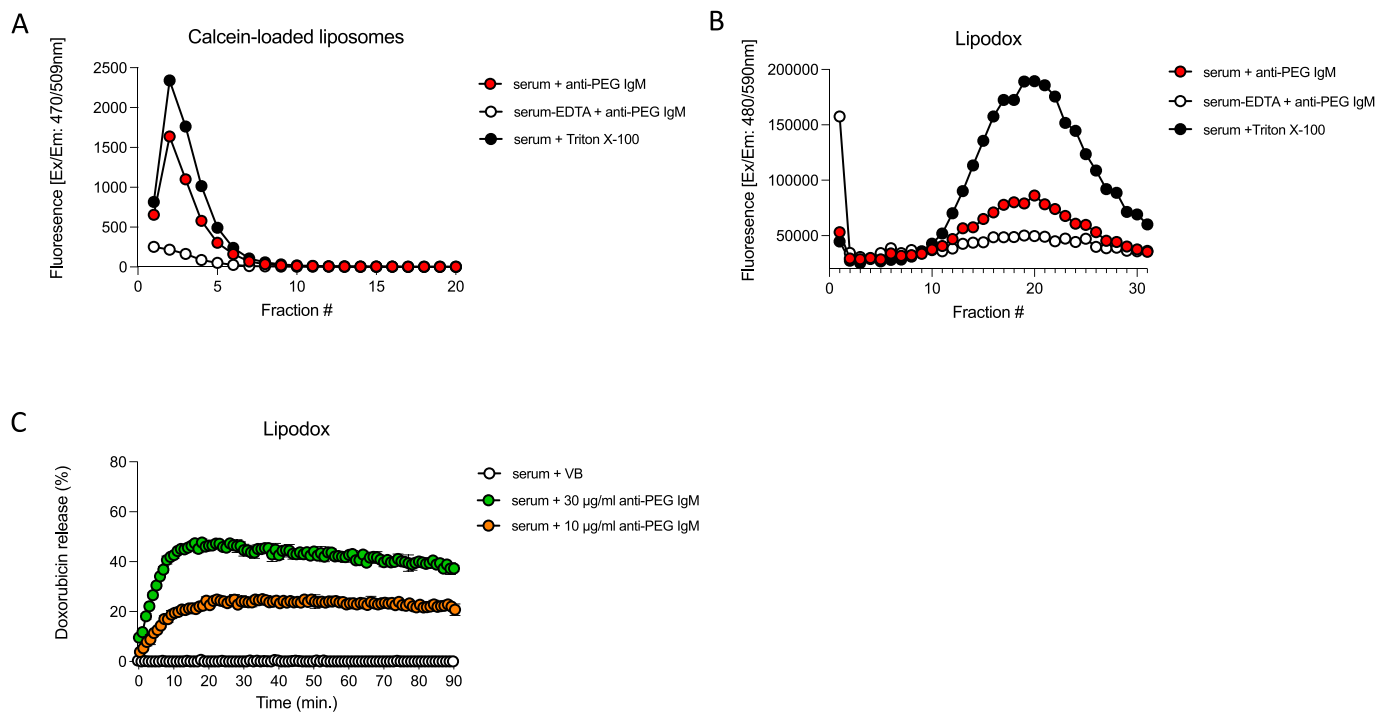 A
Calcein-loaded liposomes
Fluoresence [Ex/Em: 470/509nm]
2500
2000
1500
1000
500
0
0
5
10
15
20
Fraction #
serum + anti-PEG IgM
serum-EDTA + anti-PEG IgM
serum + Triton X-100
B
Lipodox
Fluoresence [Ex/Em: 480/590nm]
200000
150000
100000
50000
0
10
20
30
Fraction #
serum + anti-PEG IgM
serum-EDTA + anti-PEG IgM
serum +Triton X-100
C
Lipodox
Doxorubicin release (%)
80
60
40
20
0
0
10
20
30
40
50
60
70
80
90
Time (min.)
serum + VB
serum + 30 µg/ml anti-PEG IgM
serum + 10 µg/ml anti-PEG IgM